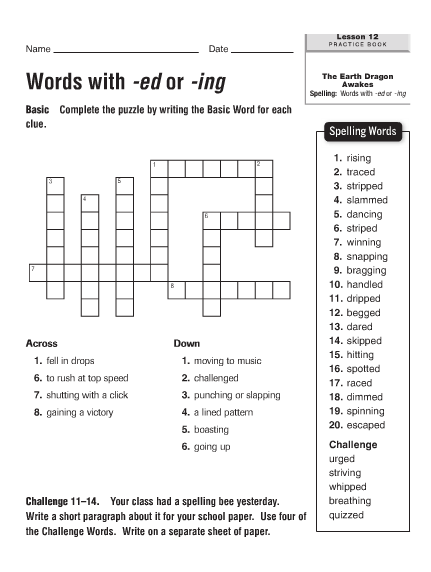 Lesson 12
PRACTICE BOOK
Name
Date
The Earth Dragon
Awakes
Spelling: Words with -ed or -ing
Words with -ed or -ing
Basic Complete the puzzle by writing the Basic Word for each
clue.
1
2
3
5
4
6
7
8
Spelling Words
1. rising
2. traced
3. stripped
4. slammed
5. dancing
6. striped
7. winning
8. snapping
9. bragging
10. handled
11. dripped
12. begged
13. dared
14. skipped
15. hitting
16. spotted
17. raced
18. dimmed
19. spinning
20. escaped
Challenge
urged
striving
whipped
breathing
quizzed
Across
1. fell in drops
6. to rush at top speed
7. shutting with a click
8. gaining a victory
Down
1. moving to music
2. challenged
3. punching or slapping
4. a lined pattern
5. boasting
6. going up
Challenge 11–14. Your class had a spelling bee yesterday.
Write a short paragraph about it for your school paper. Use four of
the Challenge Words. Write on a separate sheet of paper.